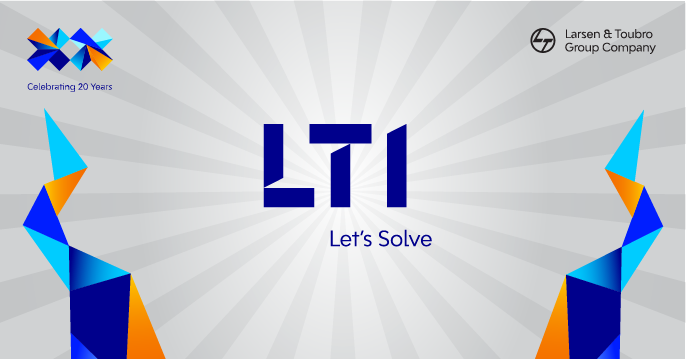 Celebrating 20 Years
Larsen & Toubro
Group Company
LTI
Let's Solve